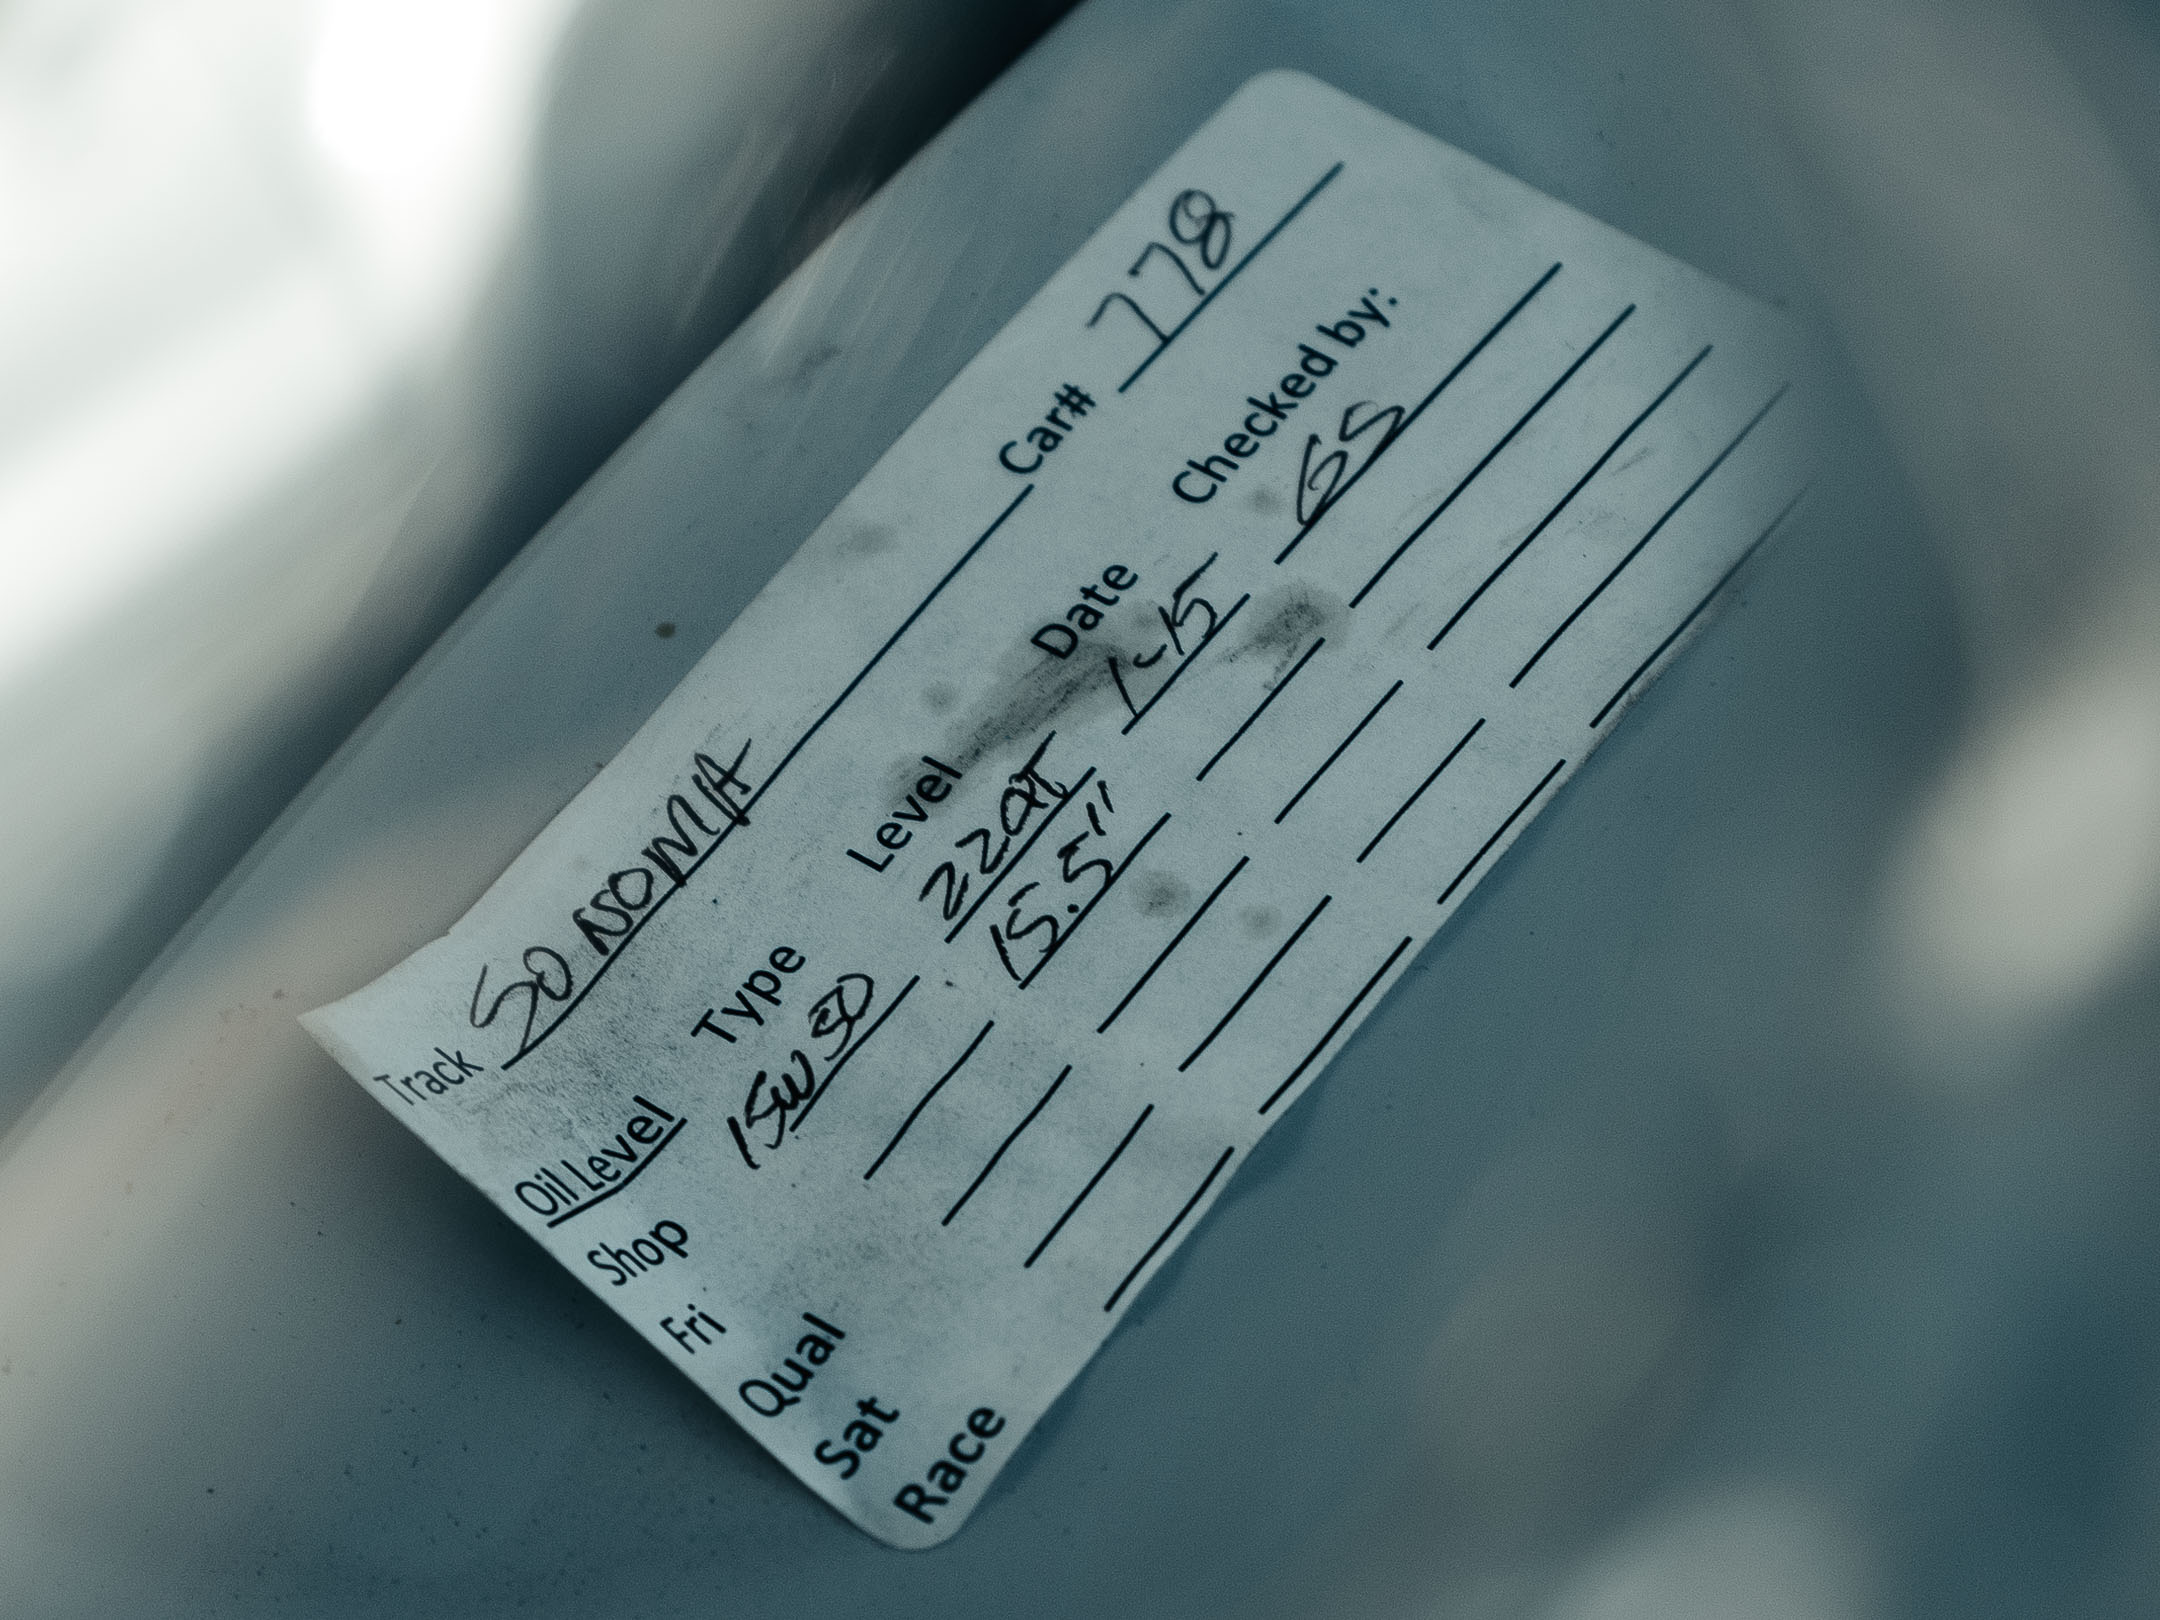 Track SONOMA Car# 778
Oil Level Type Level Date Checked by:
Shop 15W50 22QT 1-15 GS
Fri 15.5"
Qual
Sat
Race